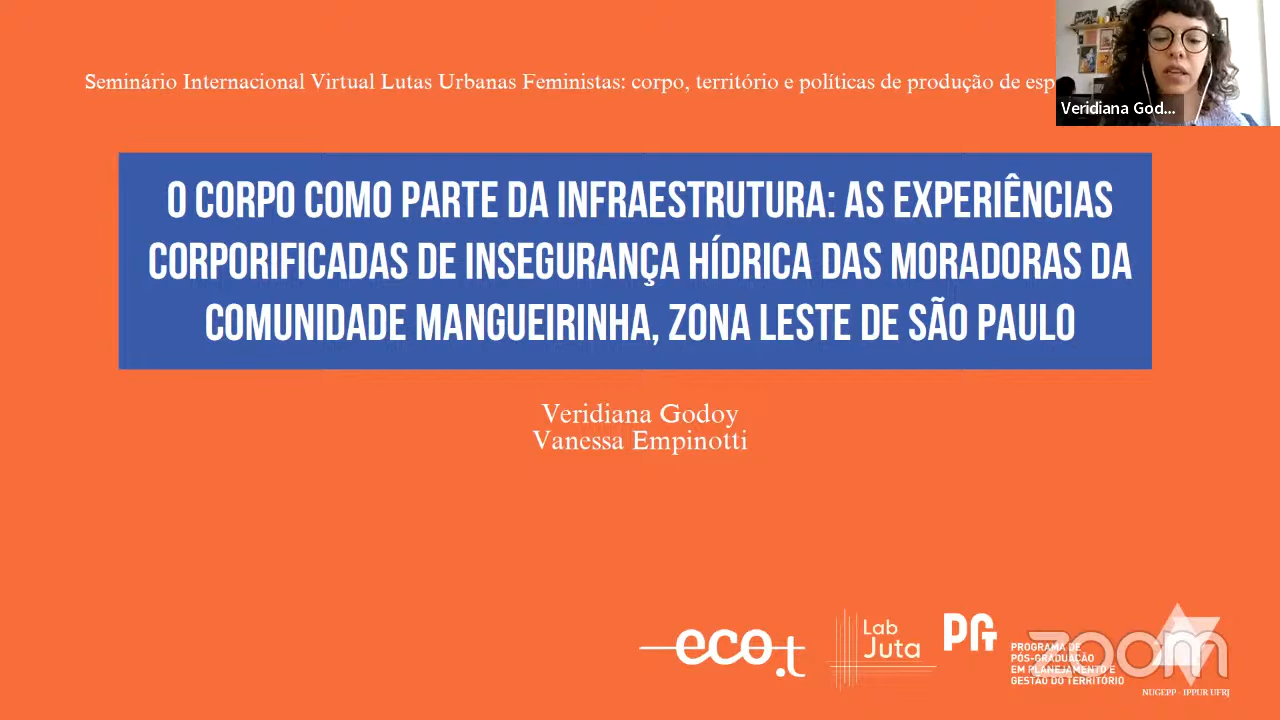 Seminário Internacional Virtual Lutas Urbanas Feministas: corpo, território e políticas de produção de esp
Veridiana God...
O CORPO COMO PARTE DA INFRAESTRUTURA: AS EXPERIÊNCIAS
CORPORIFICADAS DE INSEGURANÇA HÍDRICA DAS MORADORAS DA
COMUNIDADE MANGUEIRINHA, ZONA LESTE DE SÃO PAULO
Veridiana Godoy
Vanessa Empinotti
eco.t
Lab
Juta
PGT
PROGRAMA DE
PÓS-GRADUAÇÃO
EM PLANEJAMENTO E
GESTÃO DO TERRITÓRIO
zoom
NUGEPP - IPPUR UFRJ